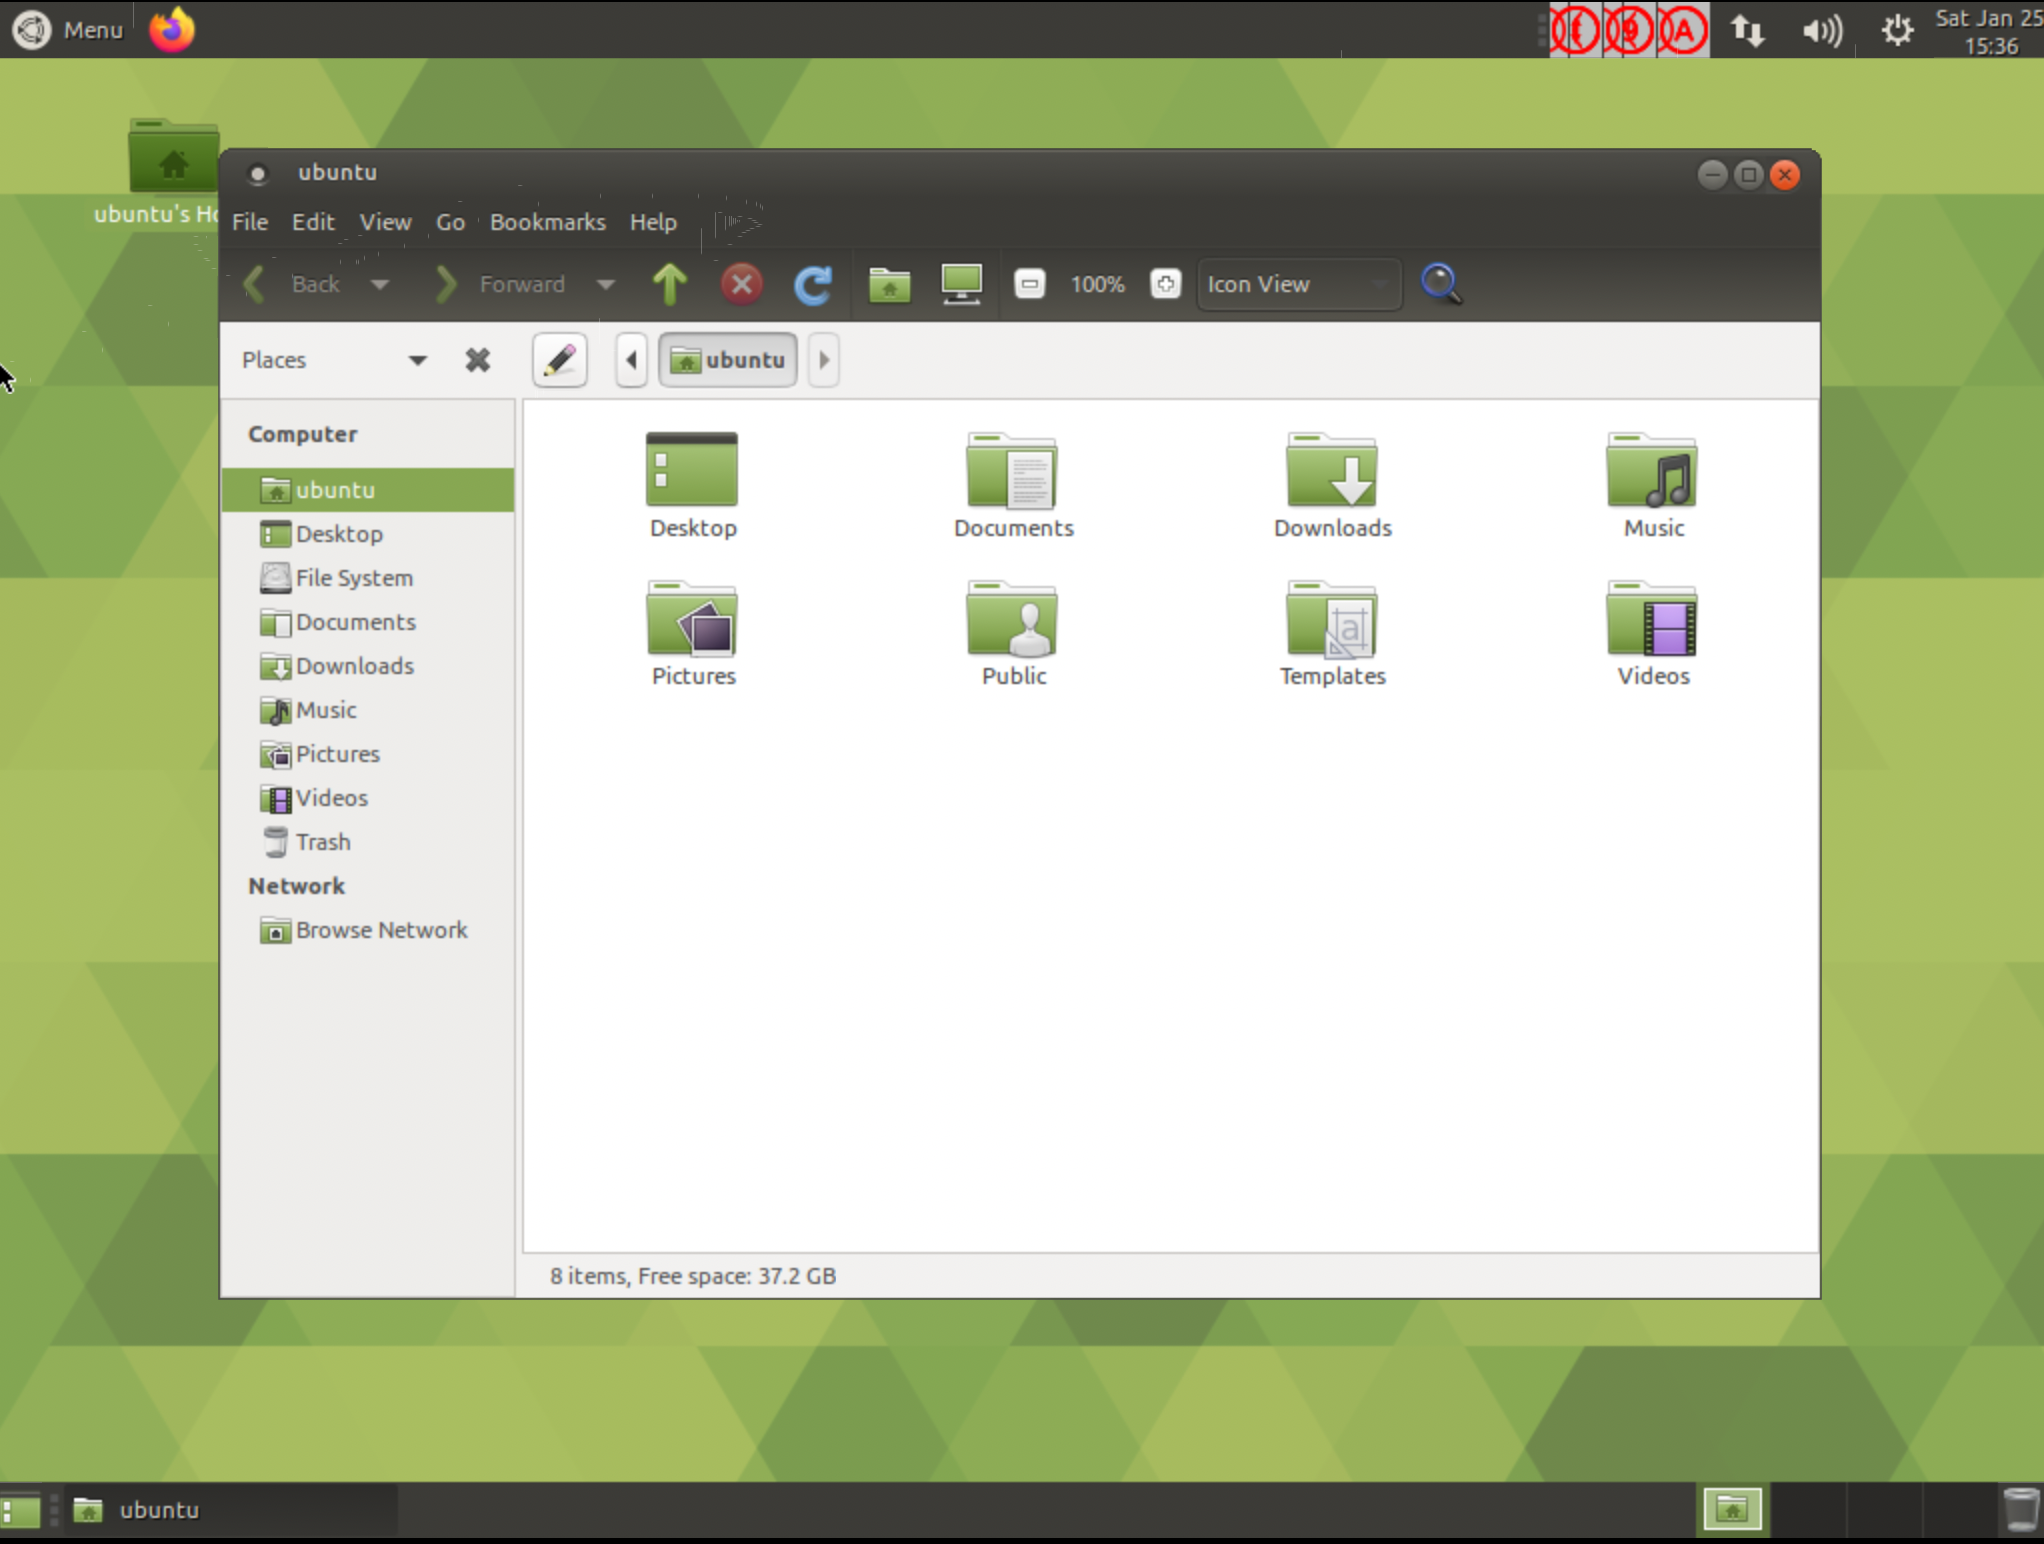 Menu
Sat Jan 25
15:36
ubuntu's Ho
ubuntu
File Edit View Go Bookmarks Help
Back Forward 100% Icon View
Places ubuntu
Computer
ubuntu
Desktop
File System
Documents
Downloads
Music
Pictures
Videos
Trash
Network
Browse Network
Desktop Documents Downloads Music
Pictures Public Templates Videos
8 items, Free space: 37.2 GB
ubuntu